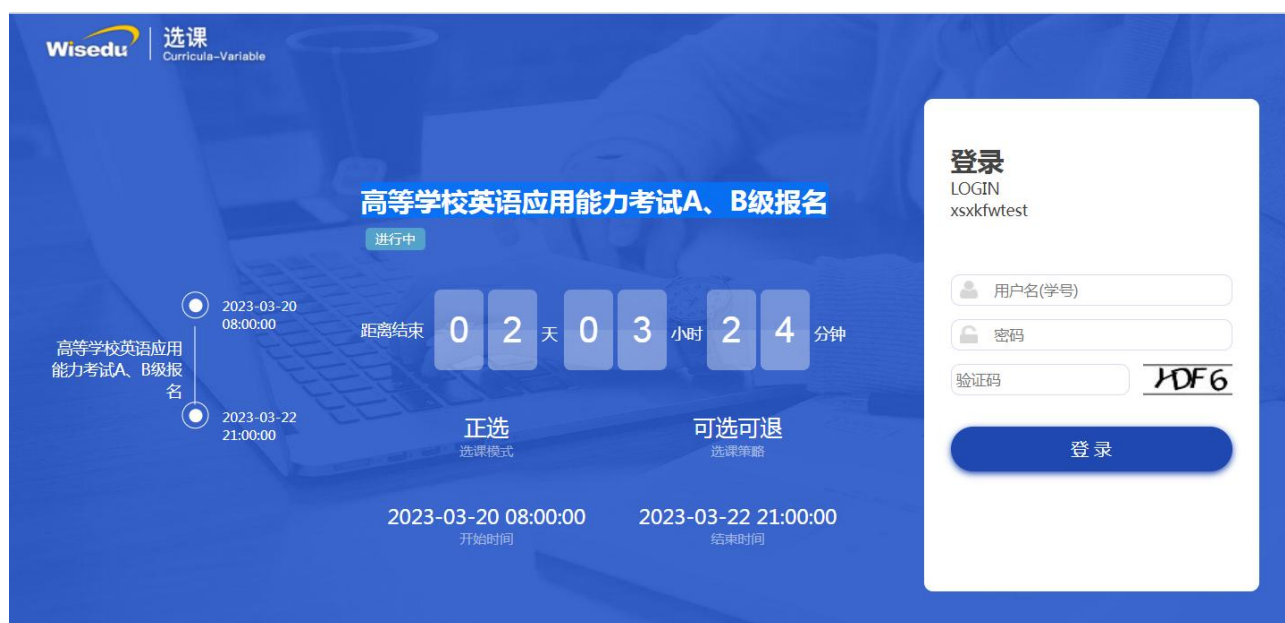 Wisedu
选课
Curricula-Variable
高等学校英语应用能力考试A、B级报名
进行中
2023-03-20
08:00:00
高等学校英语应用
能力考试A、B级报
名
2023-03-22
21:00:00
距离结束 0 2 天 0 3 小时 2 4 分钟
正选
选课模式
可选可退
选课策略
2023-03-20 08:00:00
开始时间
2023-03-22 21:00:00
结束时间
登录
LOGIN
xsxkfwtest
用户名(学号)
密码
验证码
登 录